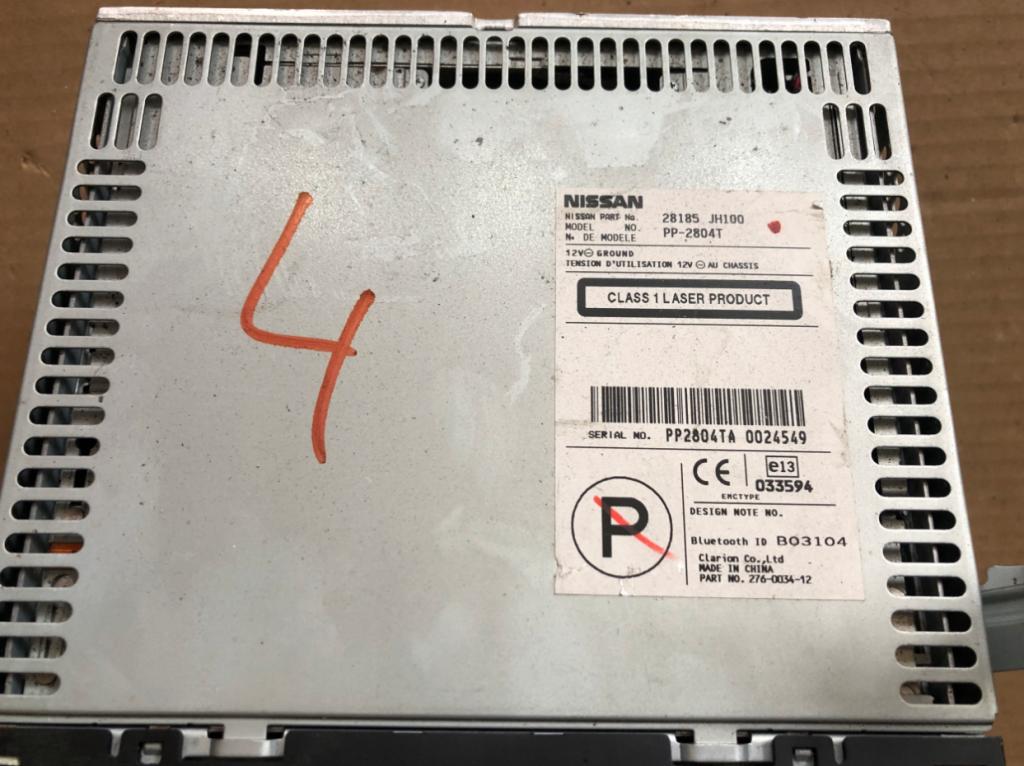 4
NISSAN
NISSAN PART No. 28185 JH100
MODEL NO. PP-2804T
N. DE MODELE
12V⊖GROUND
TENSION D'UTILISATION 12V ⊖ AU CHASSIS
CLASS 1 LASER PRODUCT
SERIAL NO. PP2804TA 0024549
CE e13
033594
EMCTYPE
P
DESIGN NOTE NO.
Bluetooth ID B03104
Clarion Co.,Ltd
MADE IN CHINA
PART NO. 276-0034-12